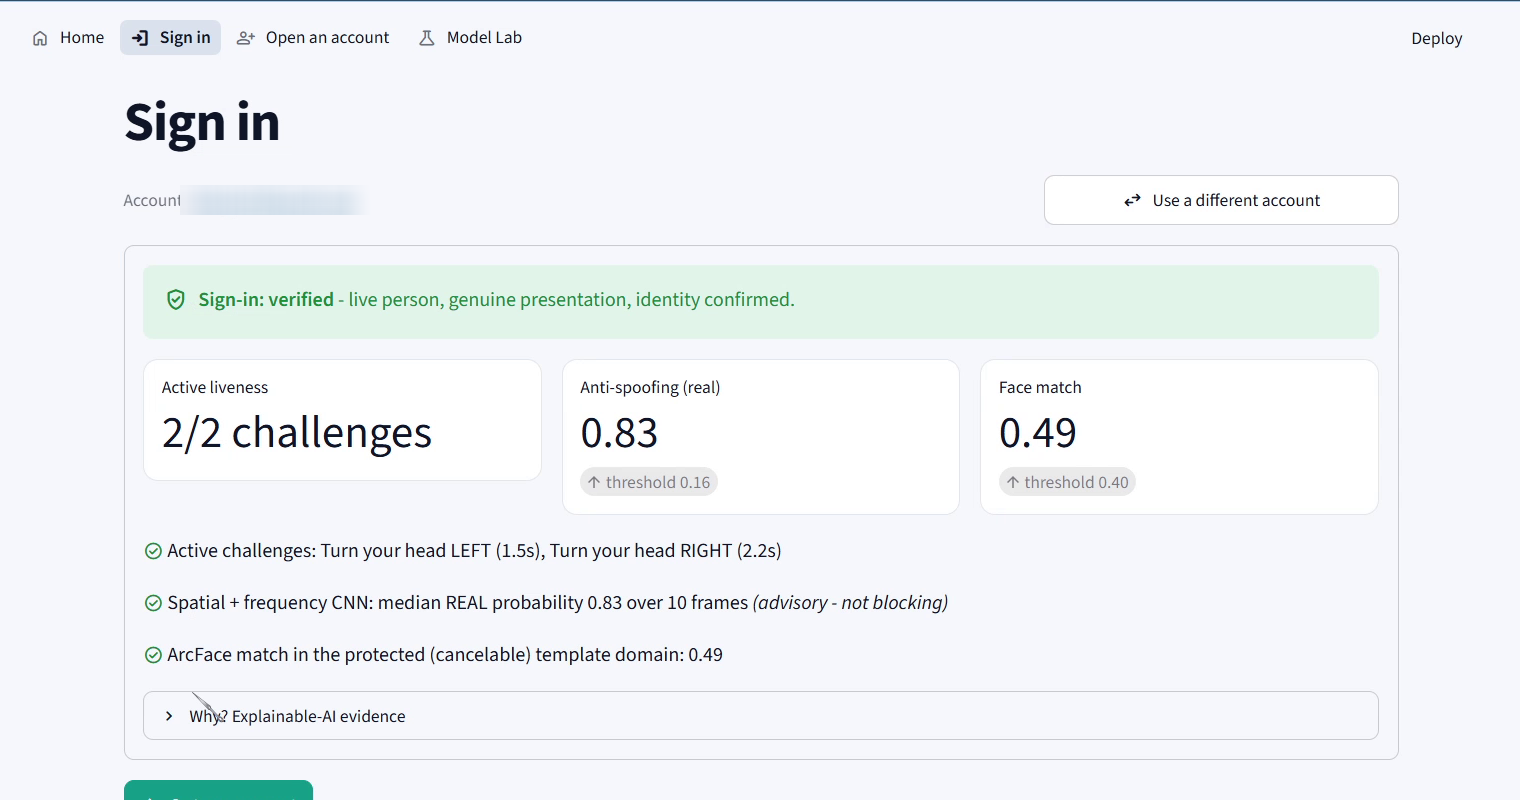 Home Sign in Open an account Model Lab Deploy
Sign in
Account
Use a different account
Sign-in: verified - live person, genuine presentation, identity confirmed.
Active liveness
2/2 challenges
Anti-spoofing (real)
0.83
threshold 0.16
Face match
0.49
threshold 0.40
Active challenges: Turn your head LEFT (1.5s), Turn your head RIGHT (2.2s)
Spatial + frequency CNN: median REAL probability 0.83 over 10 frames (advisory - not blocking)
ArcFace match in the protected (cancelable) template domain: 0.49
Why? Explainable-AI evidence